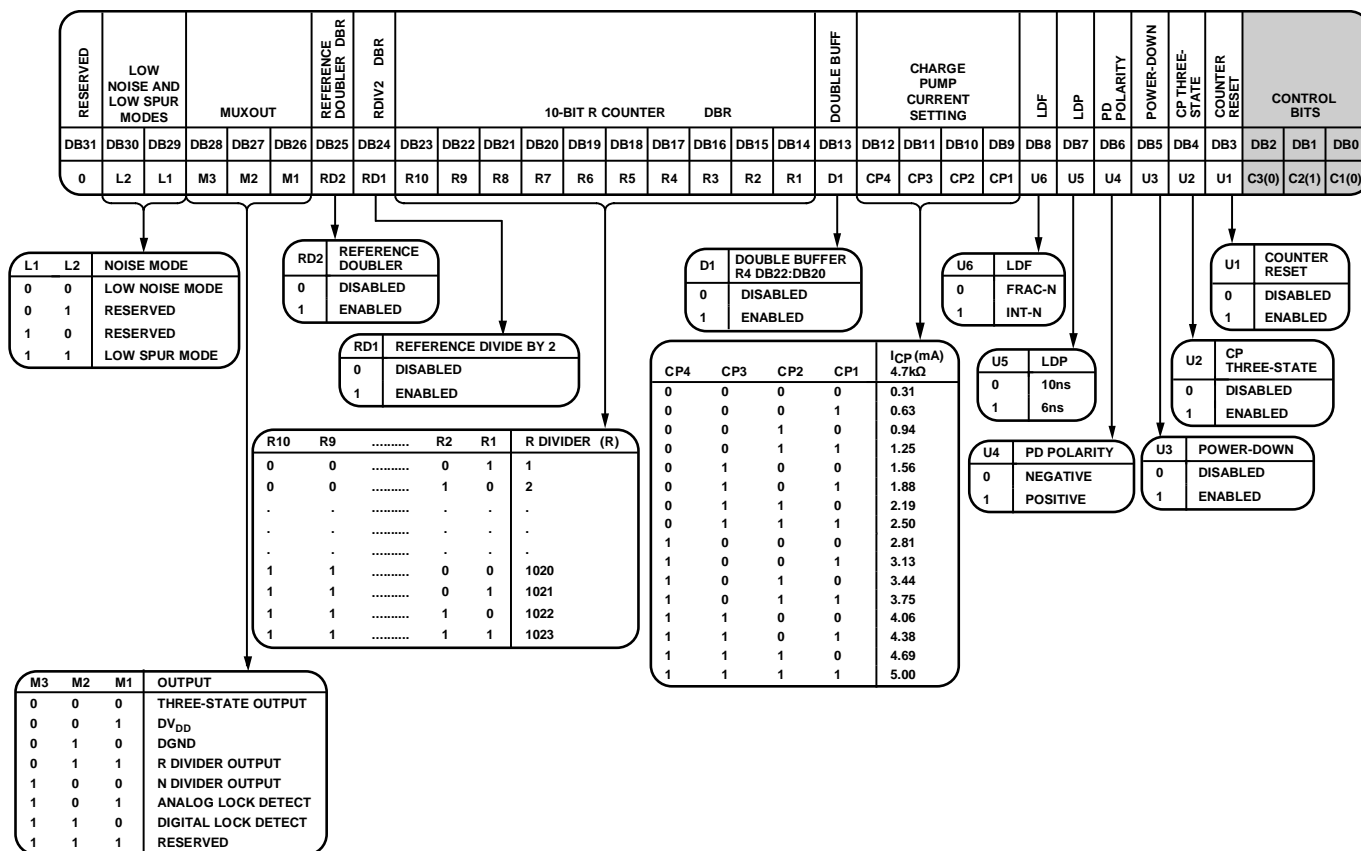 RESERVED
LOW
NOISE AND
LOW SPUR
MODES
MUXOUT
REFERENCE
DOUBLER DBR
RDIV2 DBR
10-BIT R COUNTER DBR
DOUBLE BUFF
CHARGE
PUMP
CURRENT
SETTING
LDF
LDP
PD
POLARITY
POWER-DOWN
CP THREE-
STATE
COUNTER
RESET
CONTROL
BITS
DB31 DB30 DB29 DB28 DB27 DB26 DB25 DB24 DB23 DB22 DB21 DB20 DB19 DB18 DB17 DB16 DB15 DB14 DB13 DB12 DB11 DB10 DB9 DB8 DB7 DB6 DB5 DB4 DB3 DB2 DB1 DB0
0 L2 L1 M3 M2 M1 RD2 RD1 R10 R9 R8 R7 R6 R5 R4 R3 R2 R1 D1 CP4 CP3 CP2 CP1 U6 U5 U4 U3 U2 U1 C3(0) C2(1) C1(0)
L1 L2 NOISE MODE
0 0 LOW NOISE MODE
0 1 RESERVED
1 0 RESERVED
1 1 LOW SPUR MODE
RD2 REFERENCE
DOUBLER
0 DISABLED
1 ENABLED
RD1 REFERENCE DIVIDE BY 2
0 DISABLED
1 ENABLED
D1 DOUBLE BUFFER
R4 DB22:DB20
0 DISABLED
1 ENABLED
U6 LDF
0 FRAC-N
1 INT-N
U1 COUNTER
RESET
0 DISABLED
1 ENABLED
U5 LDP
0 10ns
1 6ns
U2 CP
THREE-STATE
0 DISABLED
1 ENABLED
U4 PD POLARITY
0 NEGATIVE
1 POSITIVE
U3 POWER-DOWN
0 DISABLED
1 ENABLED
R10 R9 .......... R2 R1 R DIVIDER (R)
0 0 .......... 0 1 1
0 0 .......... 1 0 2
. . .......... . . .
. . .......... . . .
. . .......... . . .
1 1 .......... 0 0 1020
1 1 .......... 0 1 1021
1 1 .......... 1 0 1022
1 1 .......... 1 1 1023
ICP (mA)
CP4 CP3 CP2 CP1 4.7kΩ
0 0 0 0 0.31
0 0 0 1 0.63
0 0 1 0 0.94
0 0 1 1 1.25
0 1 0 0 1.56
0 1 0 1 1.88
0 1 1 0 2.19
0 1 1 1 2.50
1 0 0 0 2.81
1 0 0 1 3.13
1 0 1 0 3.44
1 0 1 1 3.75
1 1 0 0 4.06
1 1 0 1 4.38
1 1 1 0 4.69
1 1 1 1 5.00
M3 M2 M1 OUTPUT
0 0 0 THREE-STATE OUTPUT
0 0 1 DVDD
0 1 0 DGND
0 1 1 R DIVIDER OUTPUT
1 0 0 N DIVIDER OUTPUT
1 0 1 ANALOG LOCK DETECT
1 1 0 DIGITAL LOCK DETECT
1 1 1 RESERVED